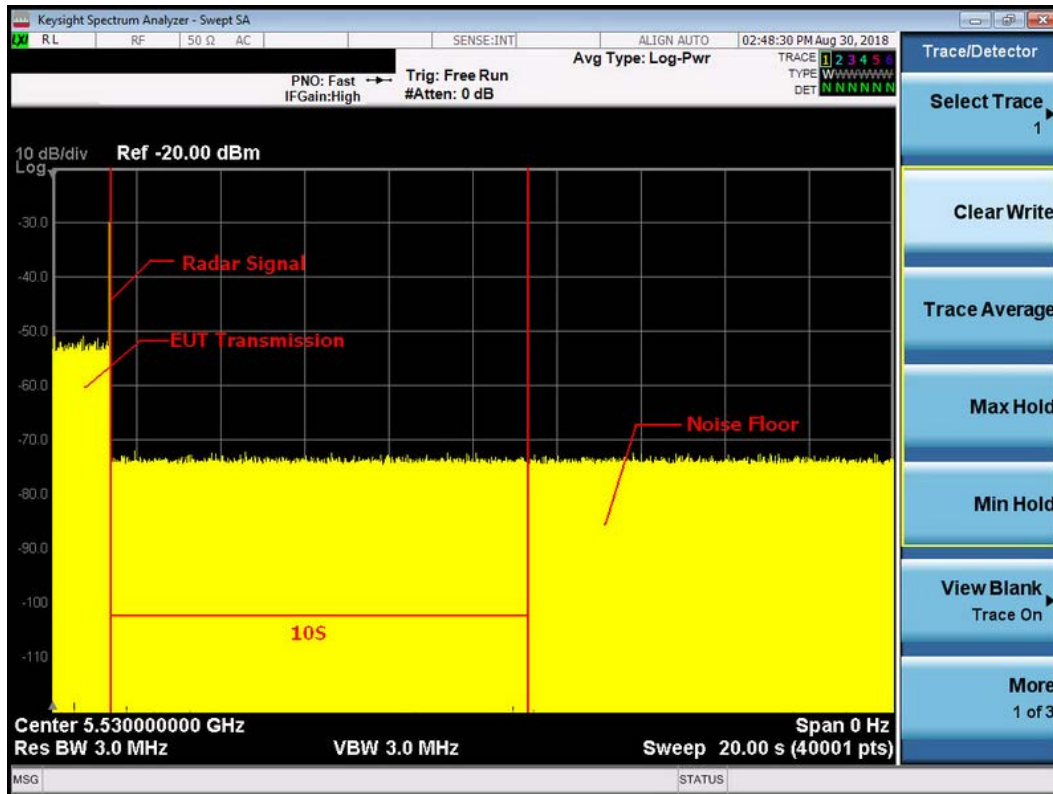 Keysight Spectrum Analyzer - Swept SA
LXI RL RF 50 Ω AC SENSE:INT ALIGN AUTO 02:48:30 PM Aug 30, 2018
Avg Type: Log-Pwr
TRACE 1 2 3 4 5 6
TYPE WWWWWWW
DET N N N N N N
PNO: Fast
IFGain:High
Trig: Free Run
#Atten: 0 dB
10 dB/div
Log
Ref -20.00 dBm
-30.0
-40.0
-50.0
-60.0
-70.0
-80.0
-90.0
-100
-110
Radar Signal
EUT Transmission
Noise Floor
10S
Center 5.530000000 GHz
Span 0 Hz
Res BW 3.0 MHz
VBW 3.0 MHz
Sweep 20.00 s (40001 pts)
MSG
STATUS
Trace/Detector
Select Trace
1
Clear Write
Trace Average
Max Hold
Min Hold
View Blank
Trace On
More
1 of 3